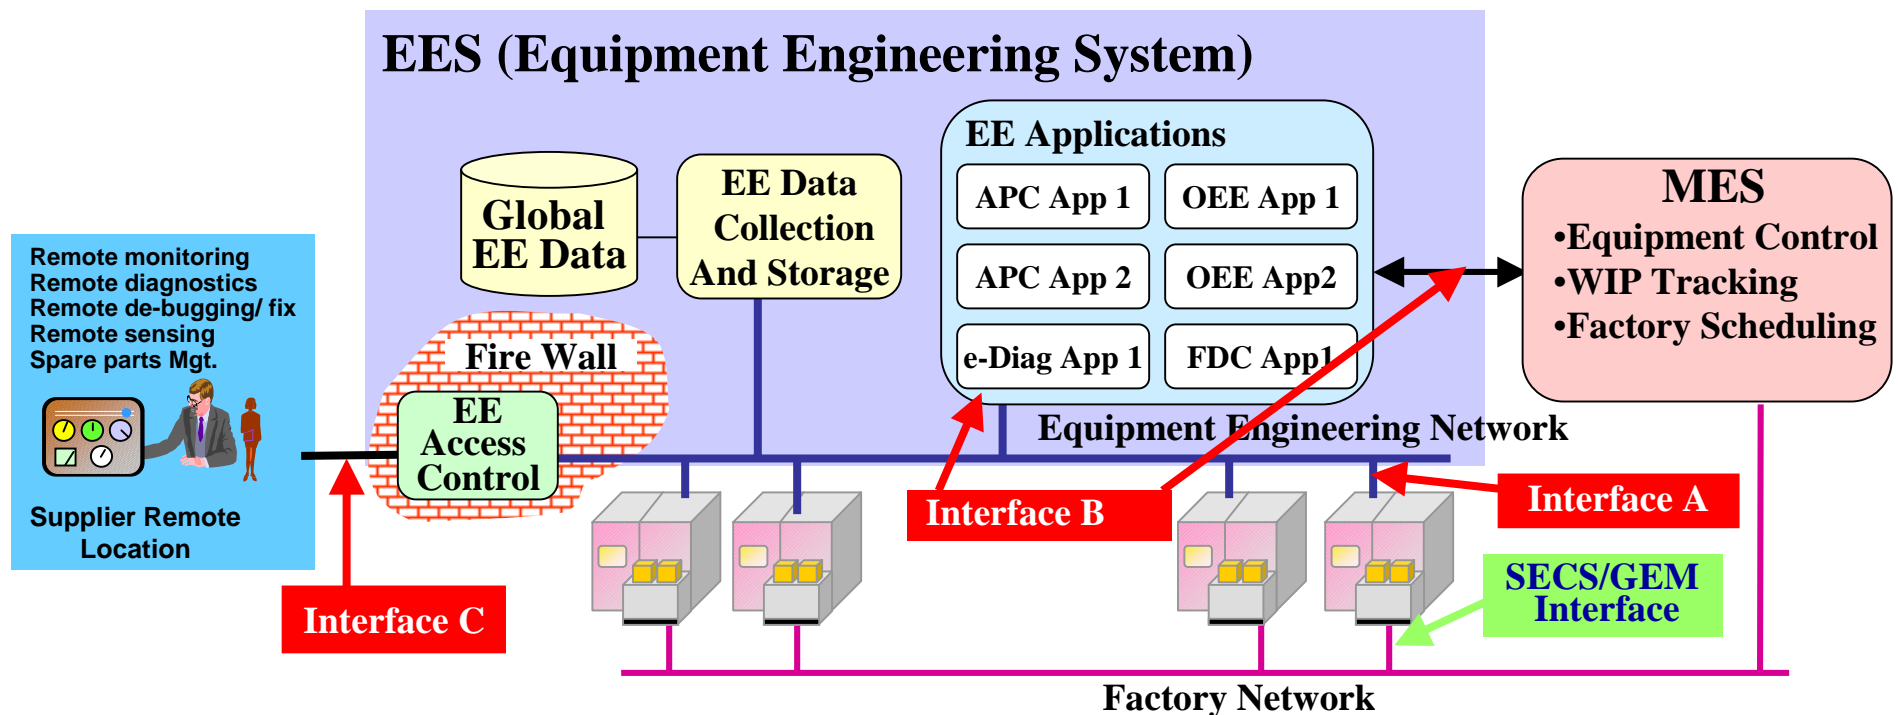 EES (Equipment Engineering System)
EE Applications
APC App 1
OEE App 1
APC App 2
OEE App2
e-Diag App 1
FDC App1
EE Data
Collection
And Storage
Global
EE Data
MES
•Equipment Control
•WIP Tracking
•Factory Scheduling
Remote monitoring
Remote diagnostics
Remote de-bugging/ fix
Remote sensing
Spare parts Mgt.
Supplier Remote
Location
Fire Wall
EE
Access
Control
Equipment Engineering Network
Interface B
Interface A
SECS/GEM
Interface
Interface C
Factory Network